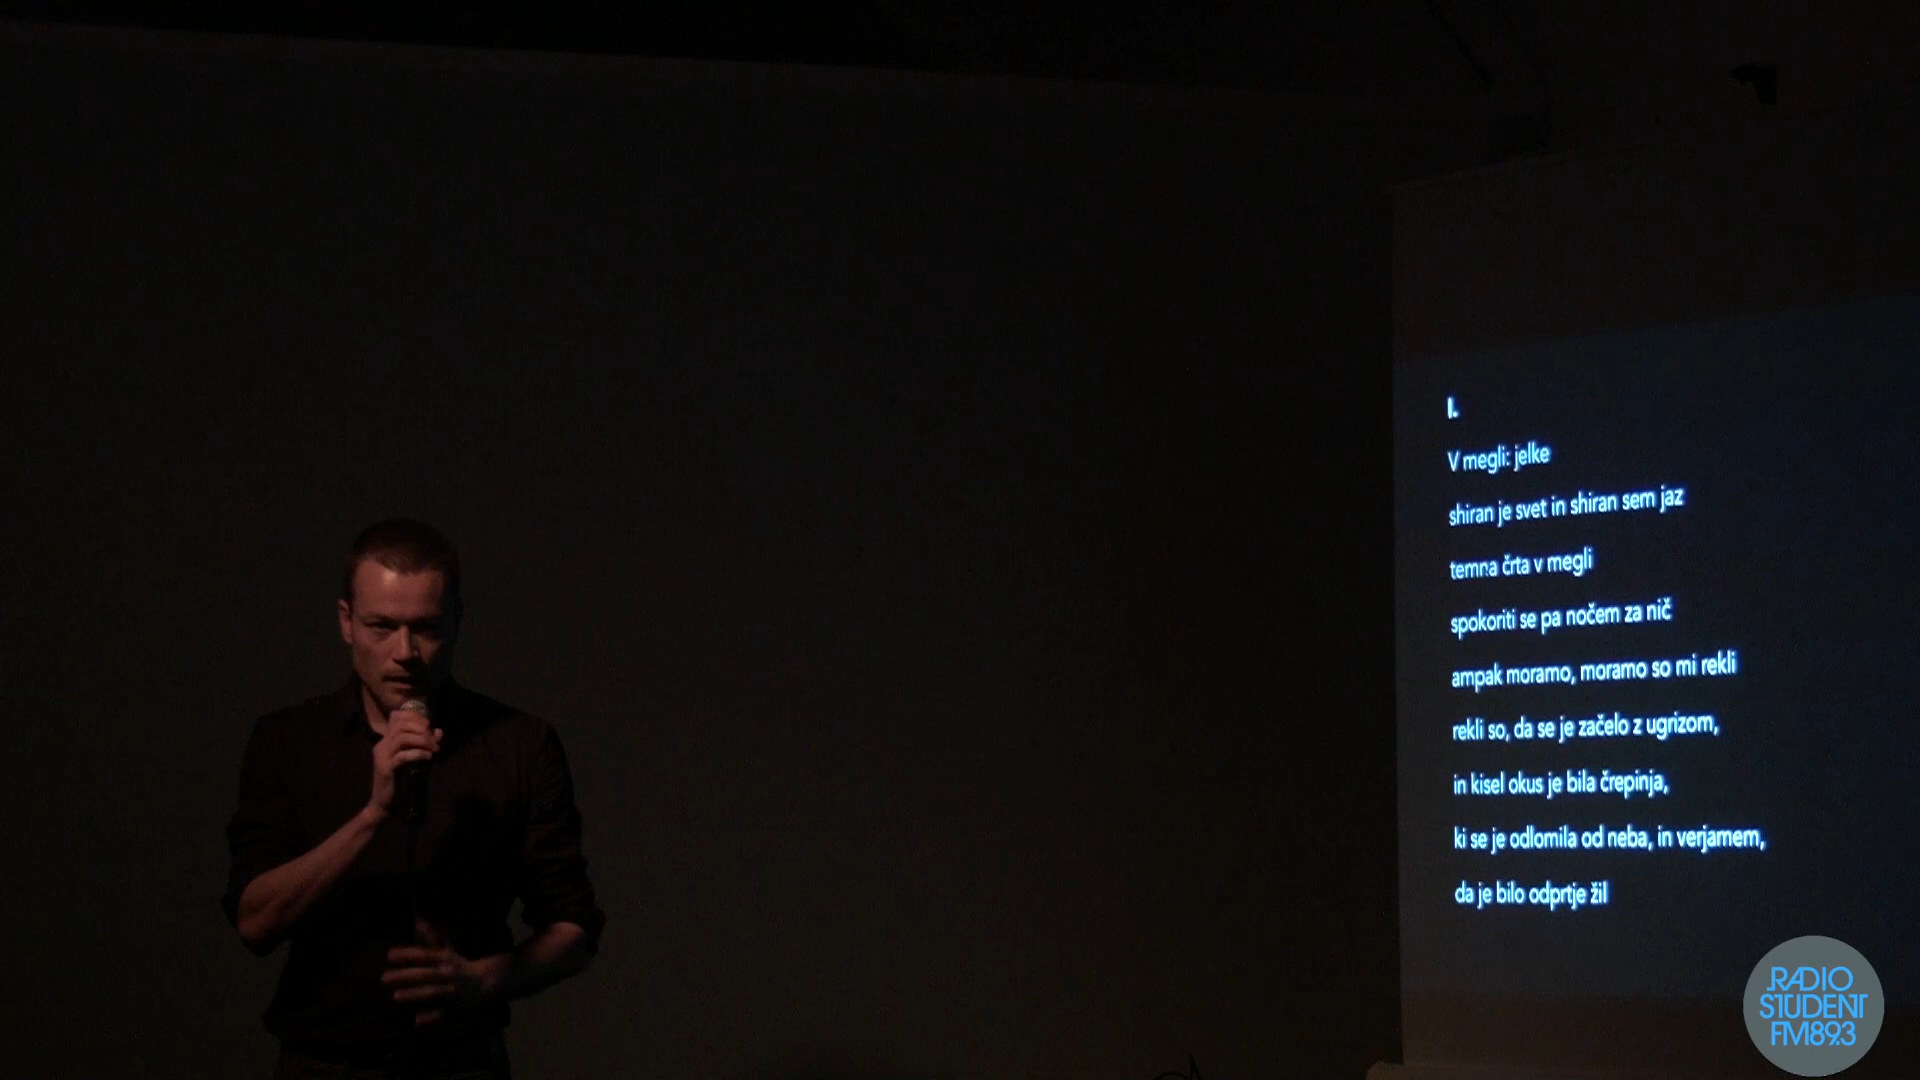 I.
V megli: jelke
shiran je svet in shiran sem jaz
temna črta v megli
spokoriti se pa nočem za nič
ampak moramo, moramo so mi rekli
rekli so, da se je začelo z ugrizom,
in kisel okus je bila črepinja,
ki se je odlomila od neba, in verjamem,
da je bilo odprtje žil
RADIO
STUDENT
FM89.3